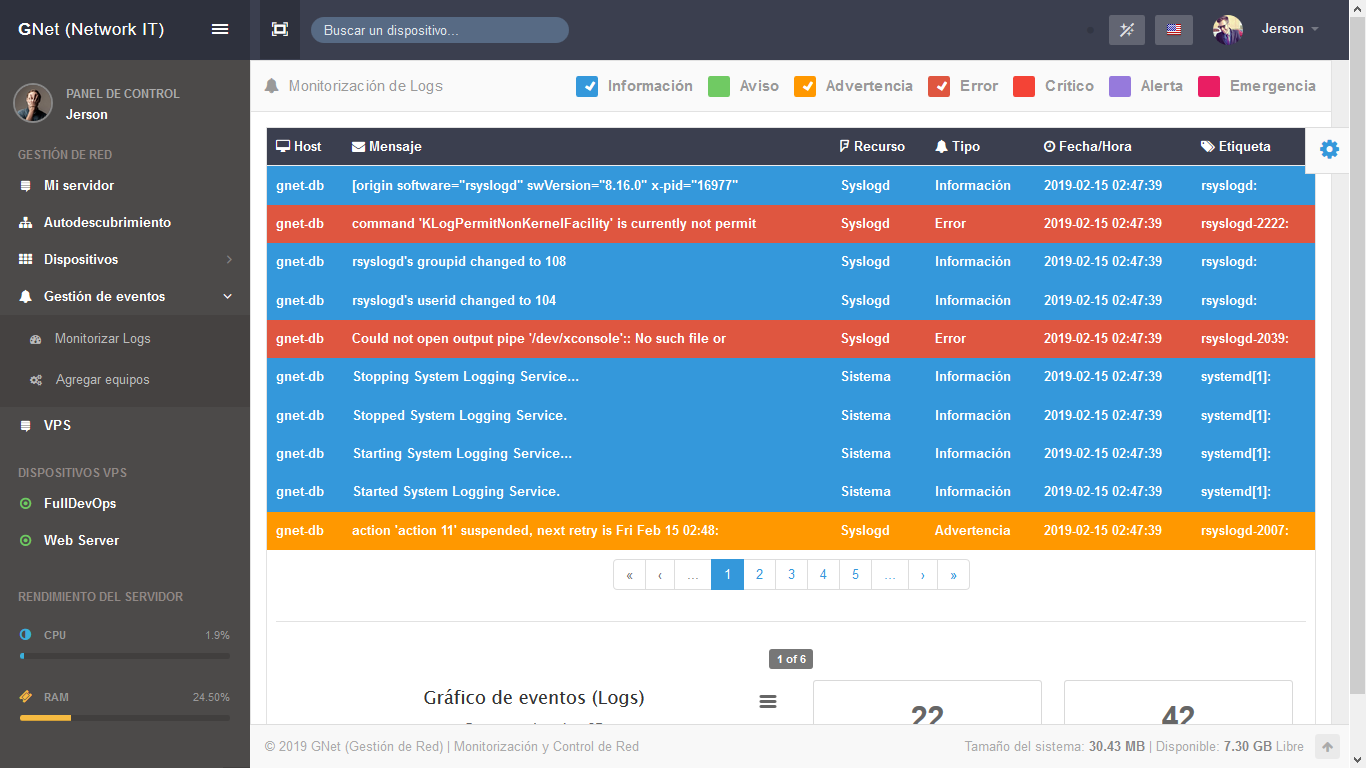 GNet (Network IT)
Buscar un dispositivo...
Jerson
PANEL DE CONTROL
Jerson
GESTIÓN DE RED
Mi servidor
Autodescubrimiento
Dispositivos
Gestión de eventos
Monitorizar Logs
Agregar equipos
VPS
DISPOSITIVOS VPS
FullDevOps
Web Server
RENDIMIENTO DEL SERVIDOR
CPU 1.9%
RAM 24.50%
Monitorización de Logs Información Aviso Advertencia Error Crítico Alerta Emergencia
Host Mensaje Recurso Tipo Fecha/Hora Etiqueta
gnet-db [origin software="rsyslogd" swVersion="8.16.0" x-pid="16977" Syslogd Información 2019-02-15 02:47:39 rsyslogd:
gnet-db command 'KLogPermitNonKernelFacility' is currently not permit Syslogd Error 2019-02-15 02:47:39 rsyslogd-2222:
gnet-db rsyslogd's groupid changed to 108 Syslogd Información 2019-02-15 02:47:39 rsyslogd:
gnet-db rsyslogd's userid changed to 104 Syslogd Información 2019-02-15 02:47:39 rsyslogd:
gnet-db Could not open output pipe '/dev/xconsole':: No such file or Syslogd Error 2019-02-15 02:47:39 rsyslogd-2039:
gnet-db Stopping System Logging Service... Sistema Información 2019-02-15 02:47:39 systemd[1]:
gnet-db Stopped System Logging Service. Sistema Información 2019-02-15 02:47:39 systemd[1]:
gnet-db Starting System Logging Service... Sistema Información 2019-02-15 02:47:39 systemd[1]:
gnet-db Started System Logging Service. Sistema Información 2019-02-15 02:47:39 systemd[1]:
gnet-db action 'action 11' suspended, next retry is Fri Feb 15 02:48: Syslogd Advertencia 2019-02-15 02:47:39 rsyslogd-2007:
« ‹ ... 1 2 3 4 5 ... › »
1 of 6
Gráfico de eventos (Logs)
22 42
© 2019 GNet (Gestión de Red) | Monitorización y Control de Red Tamaño del sistema: 30.43 MB | Disponible: 7.30 GB Libre